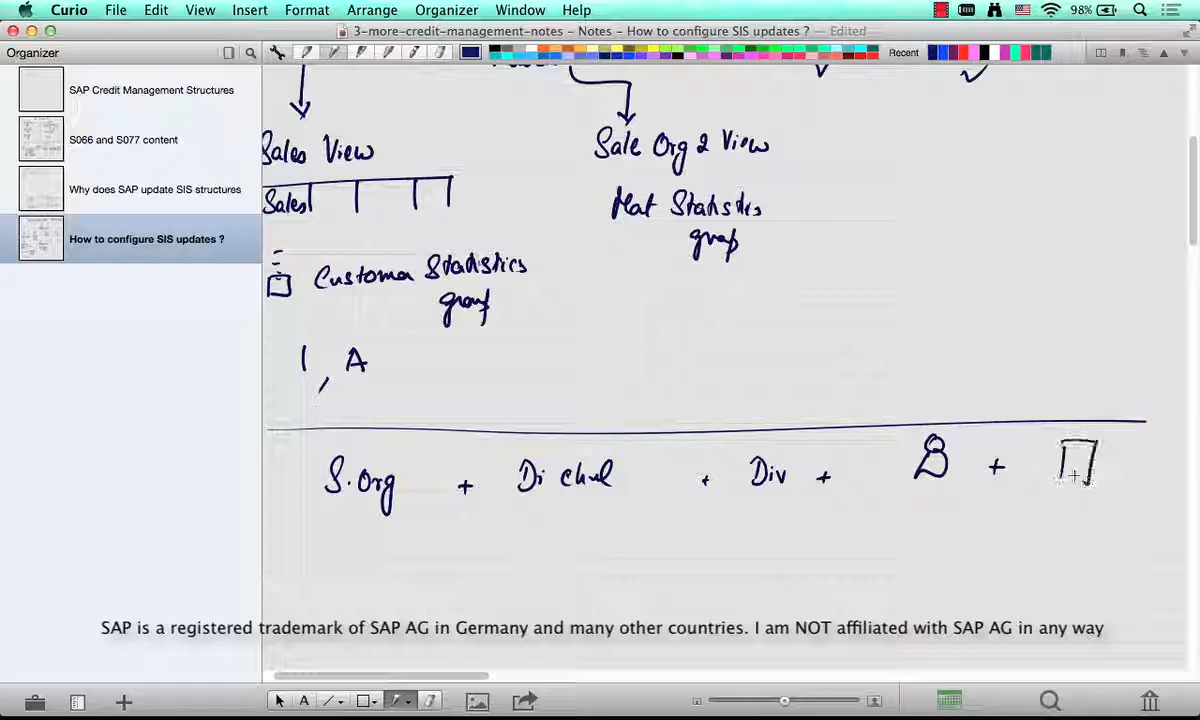 Curio File Edit View Insert Format Arrange Organizer Window Help 98%
3-more-credit-management-notes – Notes – How to configure SIS updates ? — Edited
Organizer
Recent
SAP Credit Management Structures
S066 and S077 content
Why does SAP update SIS structures
How to configure SIS updates ?
Sales View
Sale Org 2 View
Sales
Mat Statistics
group
Customer Statistics
group
1, A
S.Org + Di chnl + Div + +
SAP is a registered trademark of SAP AG in Germany and many other countries. I am NOT affiliated with SAP AG in any way
A